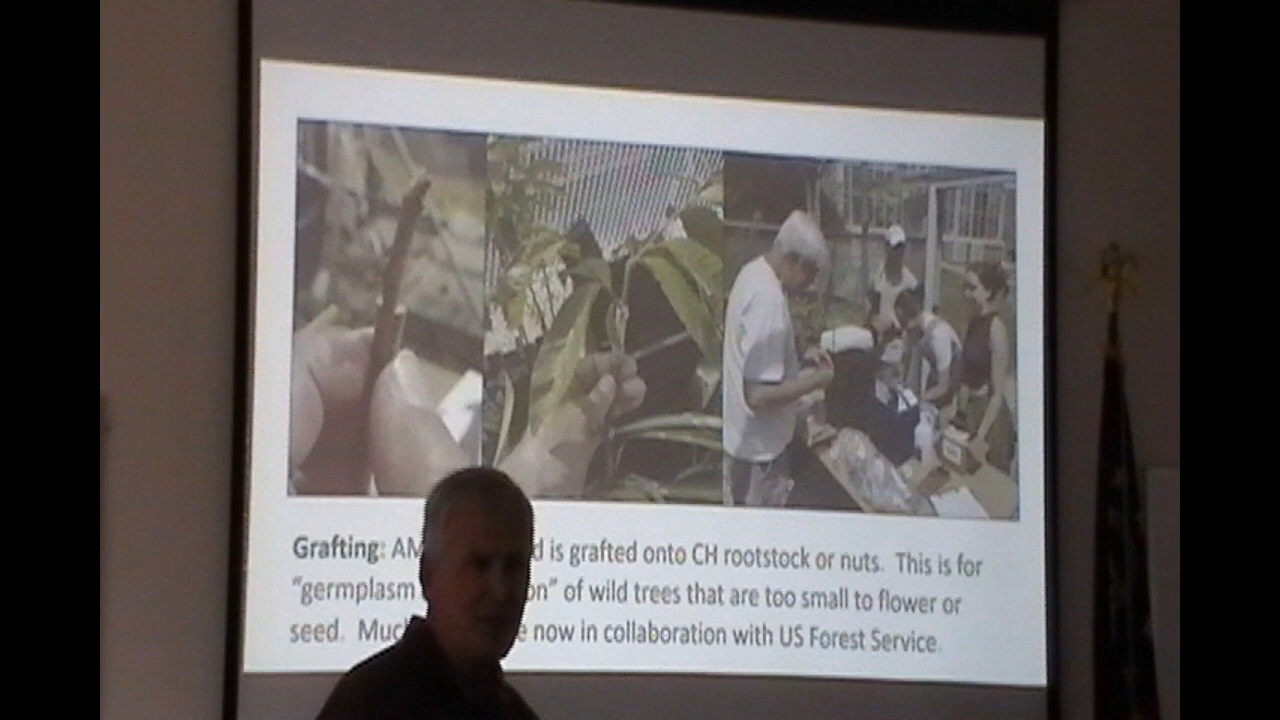 Grafting: AM d is grafted onto CH rootstock or nuts. This is for
"germplasm on" of wild trees that are too small to flower or
seed. Muc e now in collaboration with US Forest Service.